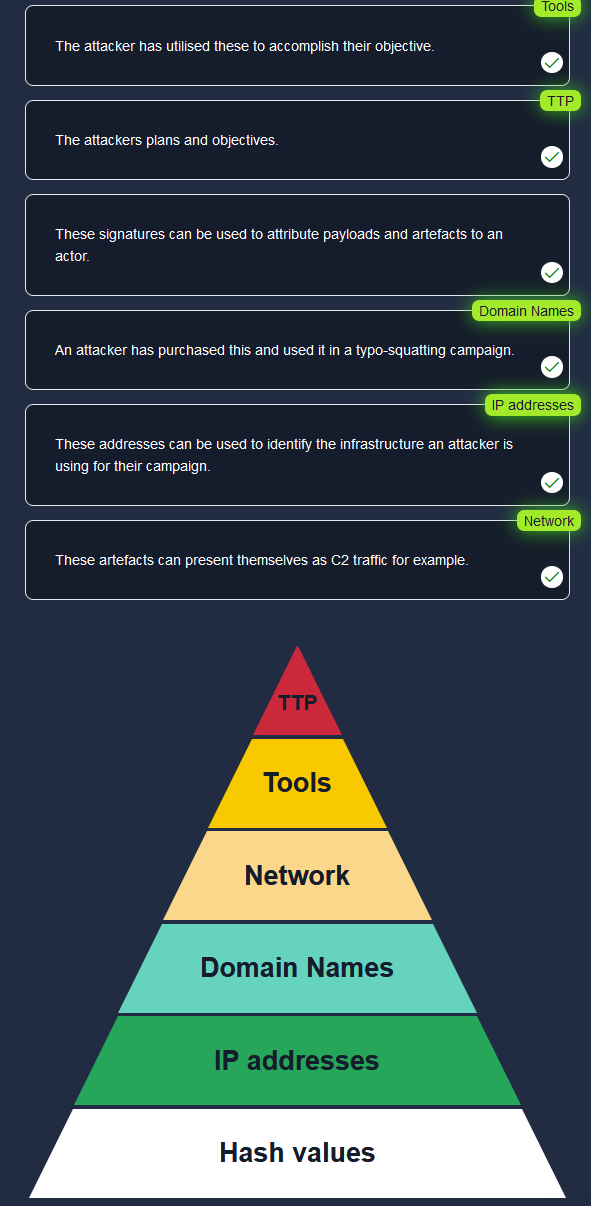 Tools
The attacker has utilised these to accomplish their objective.
TTP
The attackers plans and objectives.
These signatures can be used to attribute payloads and artefacts to an
actor.
Domain Names
An attacker has purchased this and used it in a typo-squatting campaign.
IP addresses
These addresses can be used to identify the infrastructure an attacker is
using for their campaign.
Network
These artefacts can present themselves as C2 traffic for example.
TTP
Tools
Network
Domain Names
IP addresses
Hash values